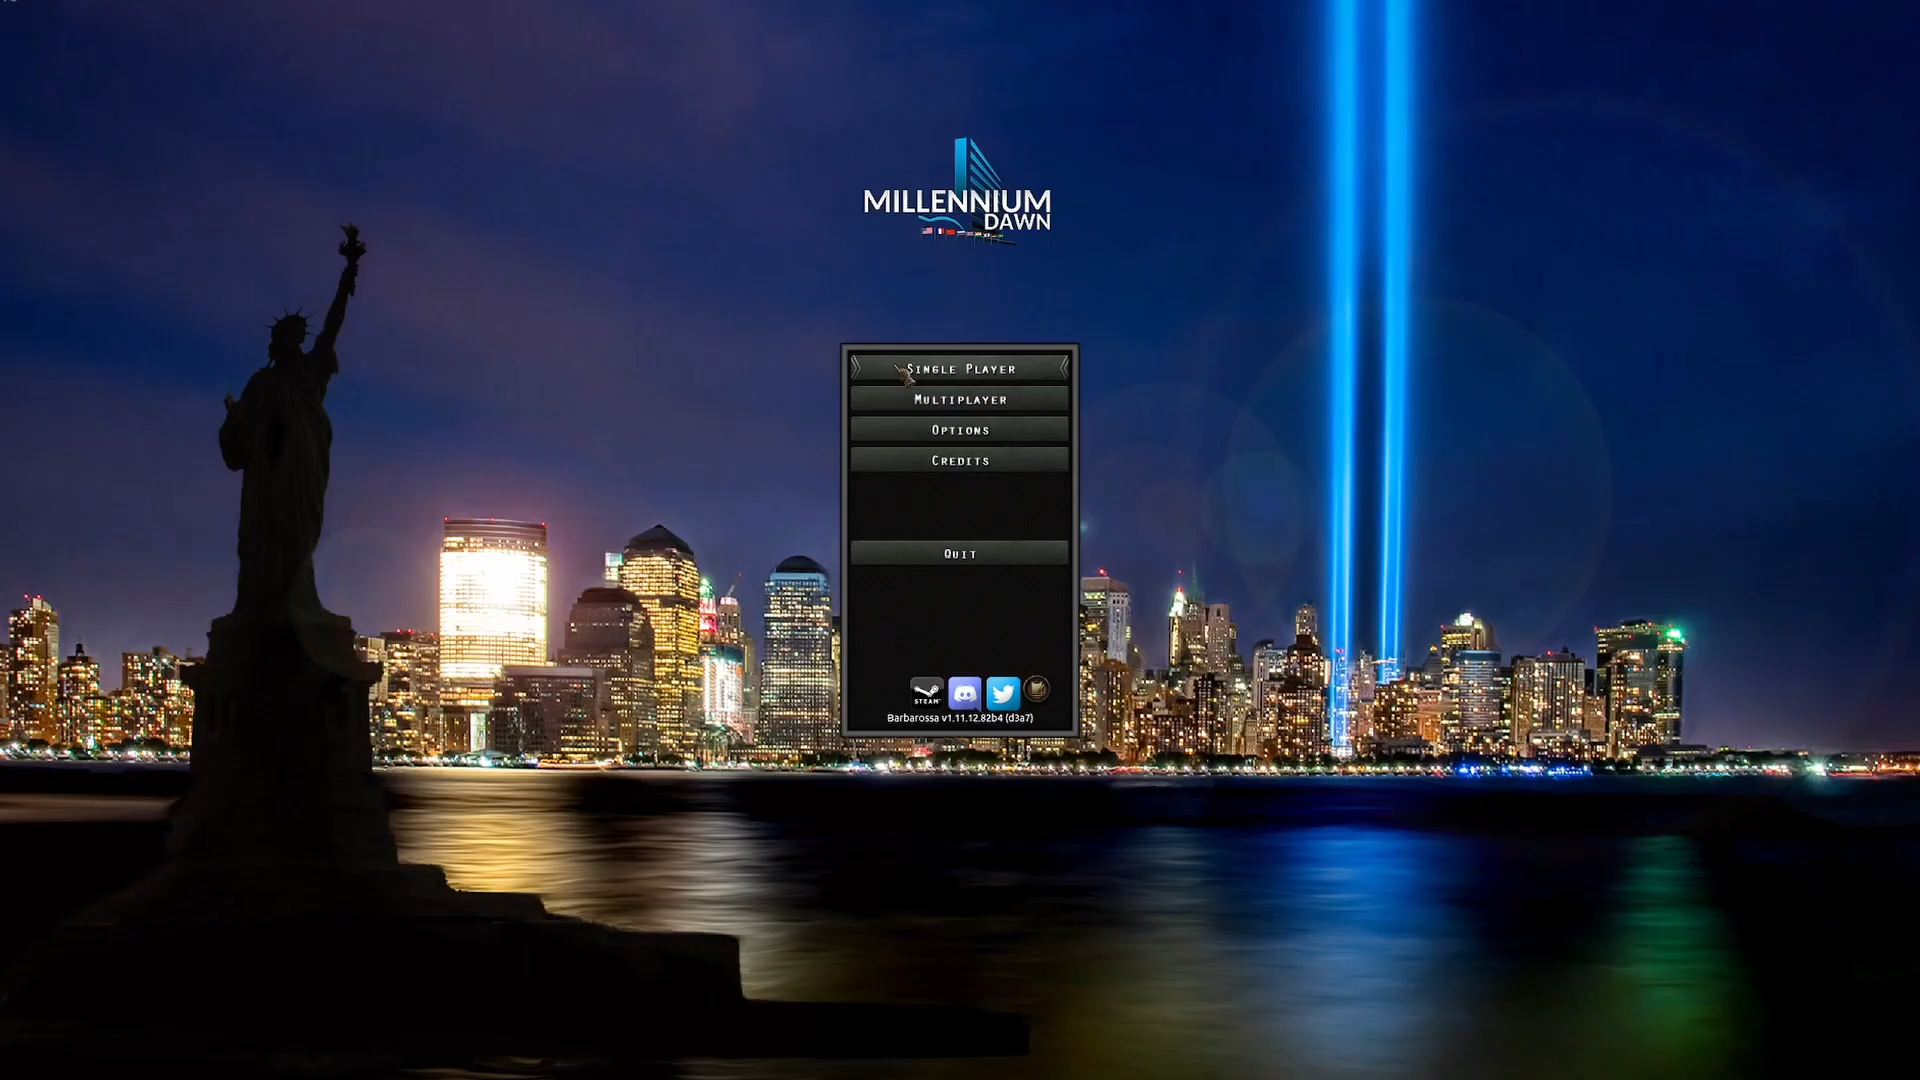 MILLENNIUM
DAWN
Single Player
Multiplayer
Options
Credits
Quit
STEAM
Barbarossa v1.11.12.82b4 (d3a7)